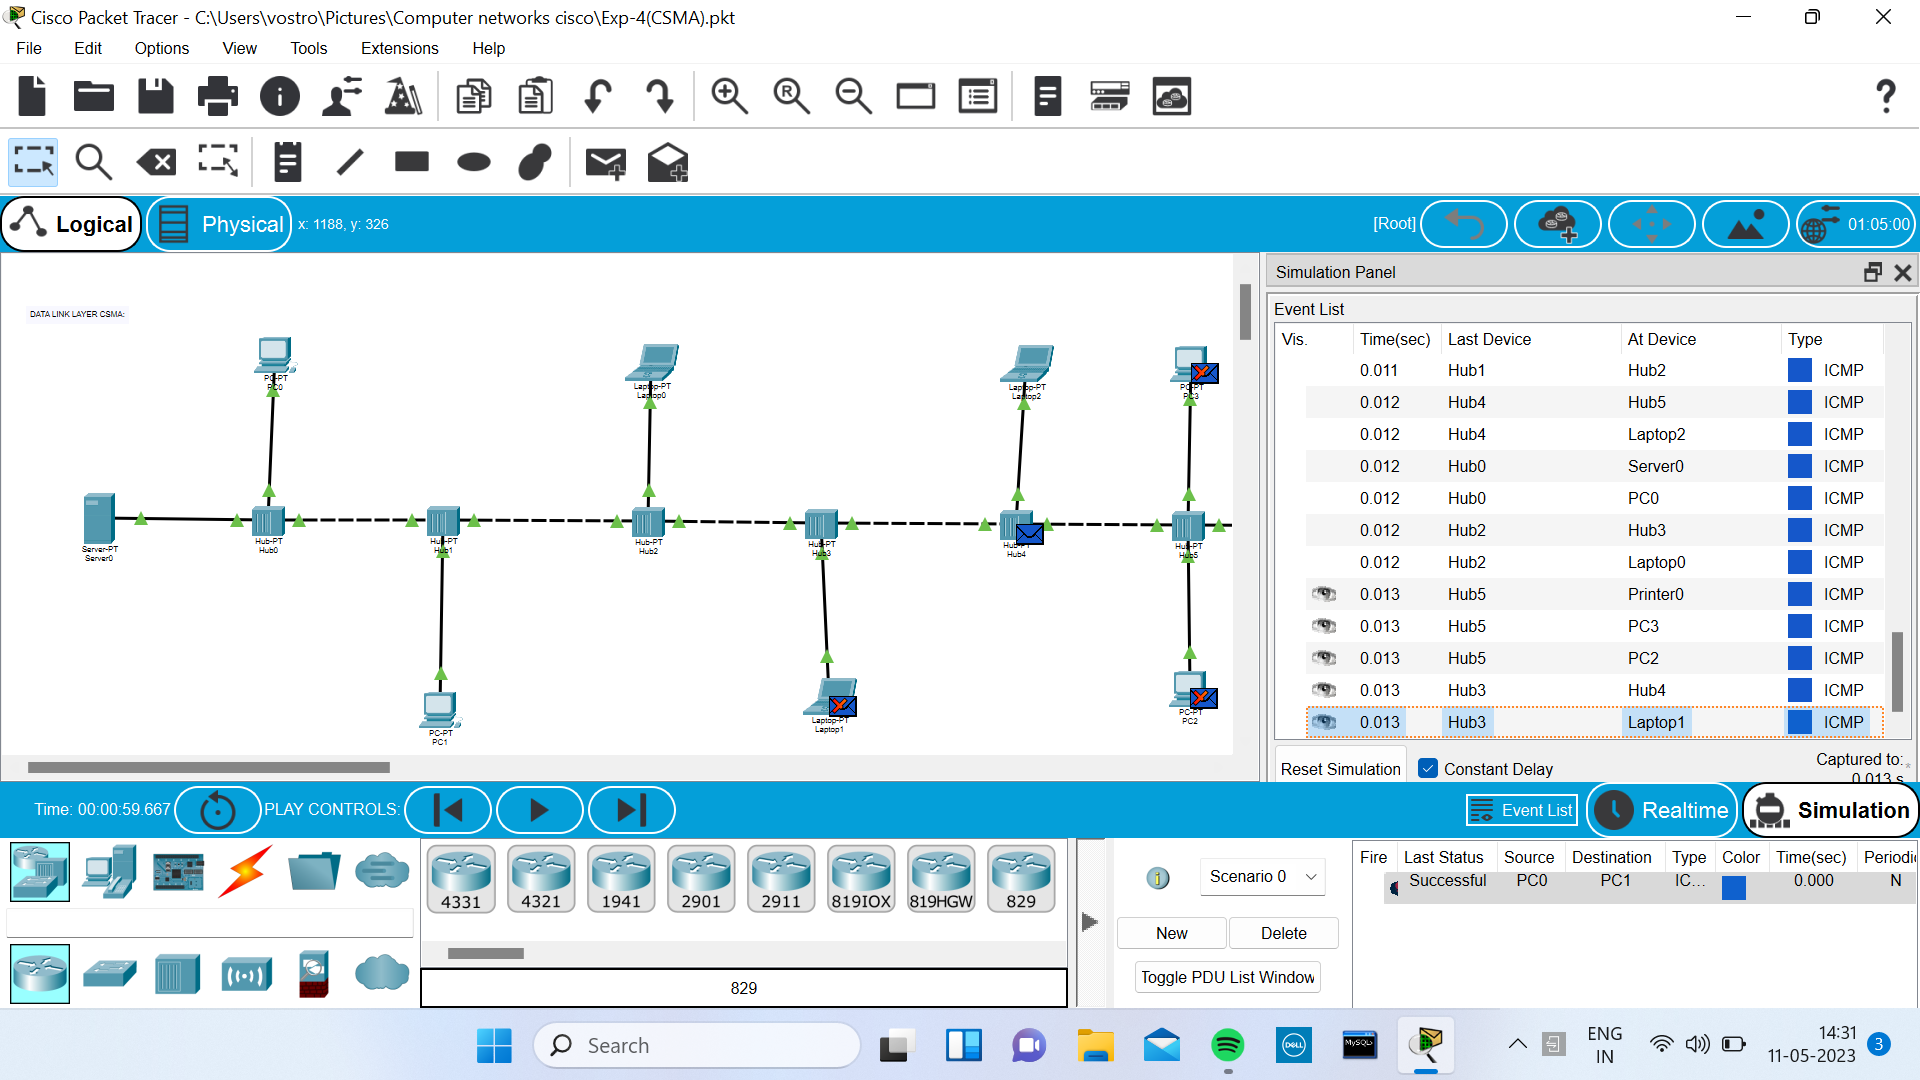 Cisco Packet Tracer - C:\Users\vostro\Pictures\Computer networks cisco\Exp-4(CSMA).pkt
File Edit Options View Tools Extensions Help
Logical Physical x: 1188, y: 326 [Root] 01:05:00
Simulation Panel
Event List
Vis. Time(sec) Last Device At Device Type
0.011 Hub1 Hub2 ICMP
0.012 Hub4 Hub5 ICMP
0.012 Hub4 Laptop2 ICMP
0.012 Hub0 Server0 ICMP
0.012 Hub0 PC0 ICMP
0.012 Hub2 Hub3 ICMP
0.012 Hub2 Laptop0 ICMP
0.013 Hub5 Printer0 ICMP
0.013 Hub5 PC3 ICMP
0.013 Hub5 PC2 ICMP
0.013 Hub3 Hub4 ICMP
0.013 Hub3 Laptop1 ICMP
Reset Simulation Constant Delay Captured to: *
0.013 s
DATA LINK LAYER CSMA:
PC-PT
PC0
Laptop-PT
Laptop0
Laptop-PT
Laptop2
PC-PT
PC3
Server-PT
Server0
Hub-PT
Hub0
Hub-PT
Hub1
Hub-PT
Hub2
Hub-PT
Hub3
Hub-PT
Hub4
Hub-PT
Hub5
PC-PT
PC1
Laptop-PT
Laptop1
PC-PT
PC2
Time: 00:00:59.667 PLAY CONTROLS: Event List Realtime Simulation
4331 4321 1941 2901 2911 819IOX 819HGW 829
829
Scenario 0
New Delete
Toggle PDU List Window
Fire Last Status Source Destination Type Color Time(sec) Periodic
Successful PC0 PC1 IC... 0.000 N
Search
DELL
MySQL
ENG
IN
14:31
11-05-2023
3